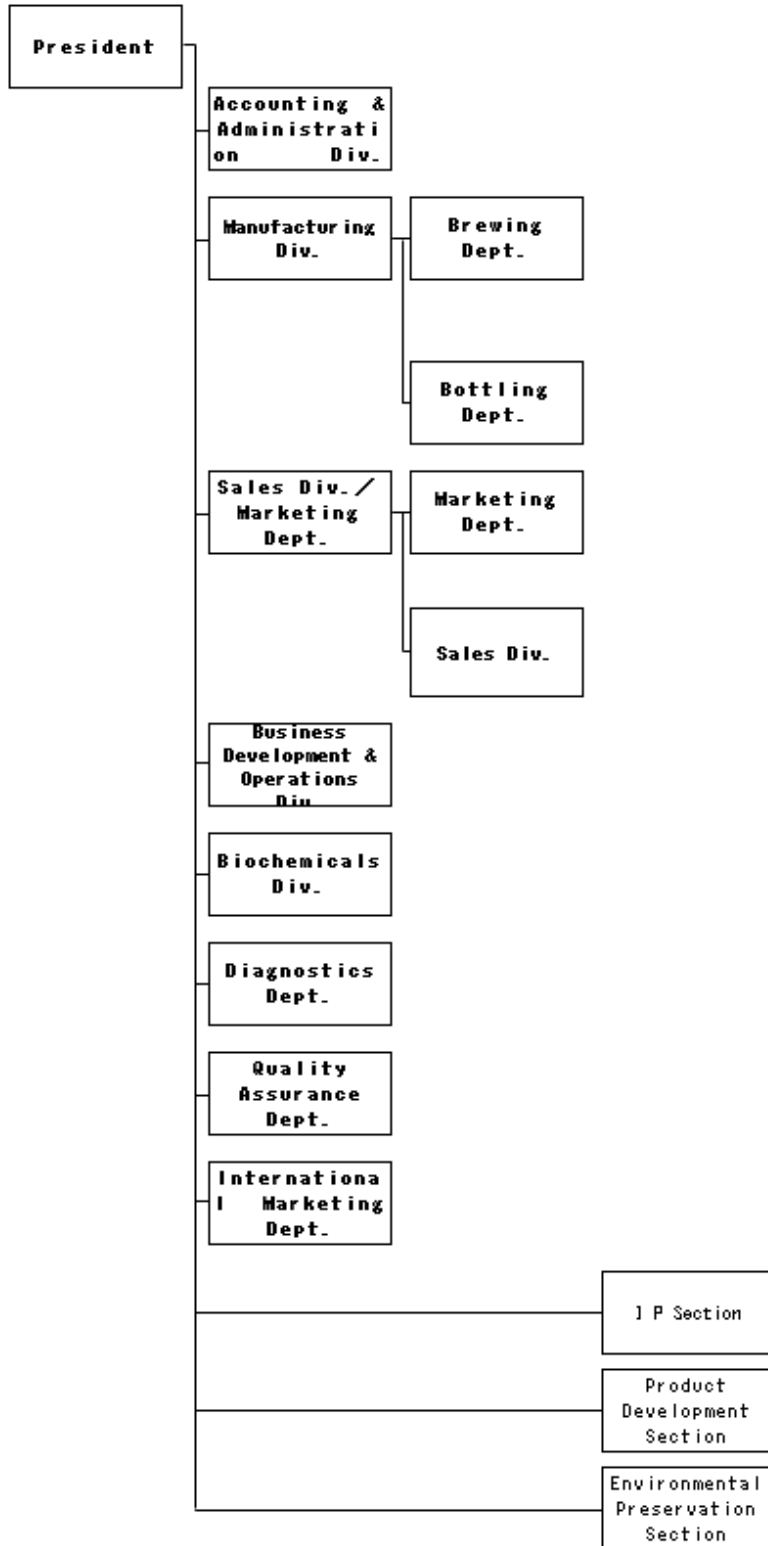 President
Accounting &
Administrati
on Div.
Manufacturing
Div.
Brewing
Dept.
Bottling
Dept.
Sales Div.／
Marketing
Dept.
Marketing
Dept.
Sales Div.
Business
Development &
Operations
Div
Biochemicals
Div.
Diagnostics
Dept.
Quality
Assurance
Dept.
Internationa
l Marketing
Dept.
IP Section
Product
Development
Section
Environmental
Preservation
Section